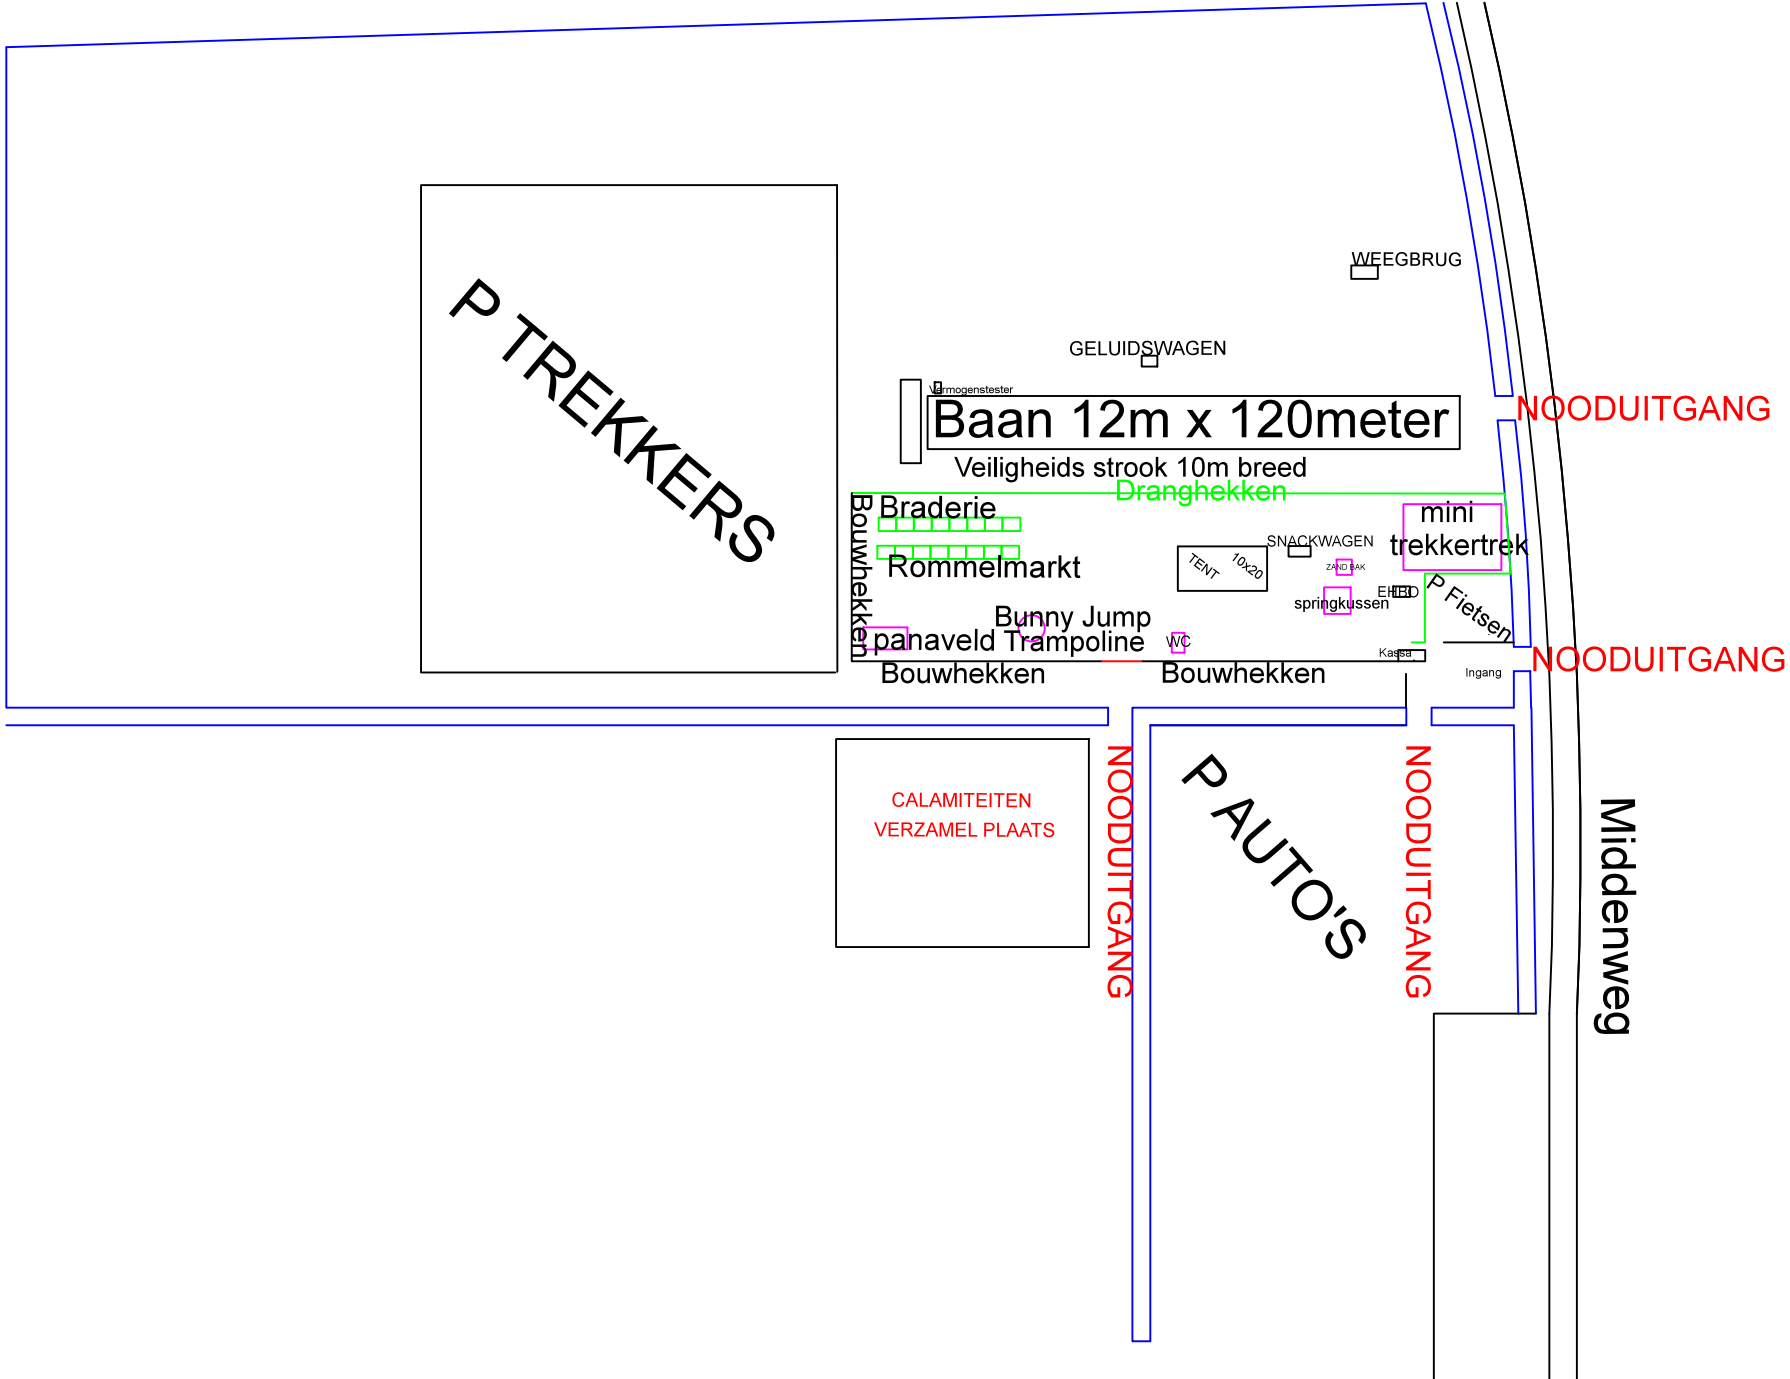 WEEGBRUG
P TREKKERS
GELUIDSWAGEN
Vermogenstester
Baan 12m x 120meter
NOODUITGANG
Veiligheids strook 10m breed
Dranghekken
Bouwhekken
Braderie
Rommelmarkt
TENT
10x20
SNACKWAGEN
ZAND BAK
mini
trekkertrek
springkussen
EHBO
P Fietsen
panaveld
Bunny Jump
Trampoline
WC
Kassa
Ingang
NOODUITGANG
Bouwhekken
Bouwhekken
CALAMITEITEN
VERZAMEL PLAATS
NOODUITGANG
P AUTO'S
NOODUITGANG
Middenweg